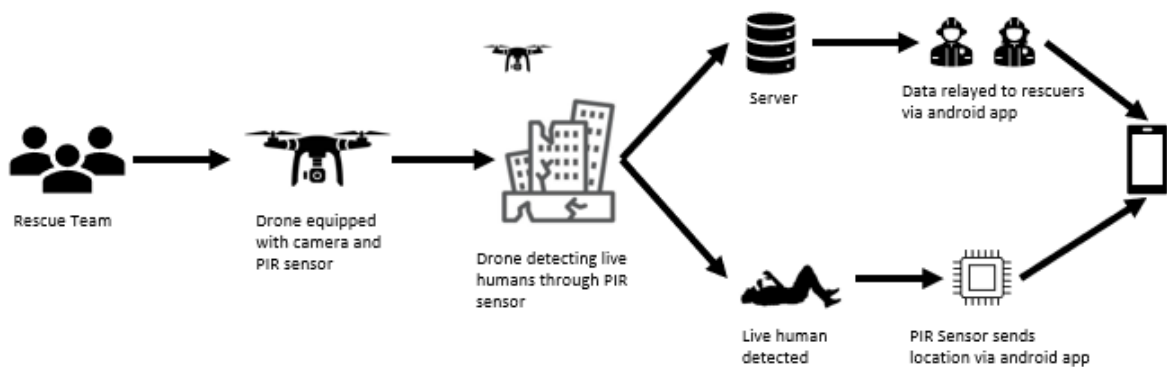 Rescue Team
Drone equipped
with camera and
PIR sensor
Drone detecting live
humans through PIR
sensor
Server
Data relayed to rescuers
via android app
Live human
detected
PIR Sensor sends
location via android app